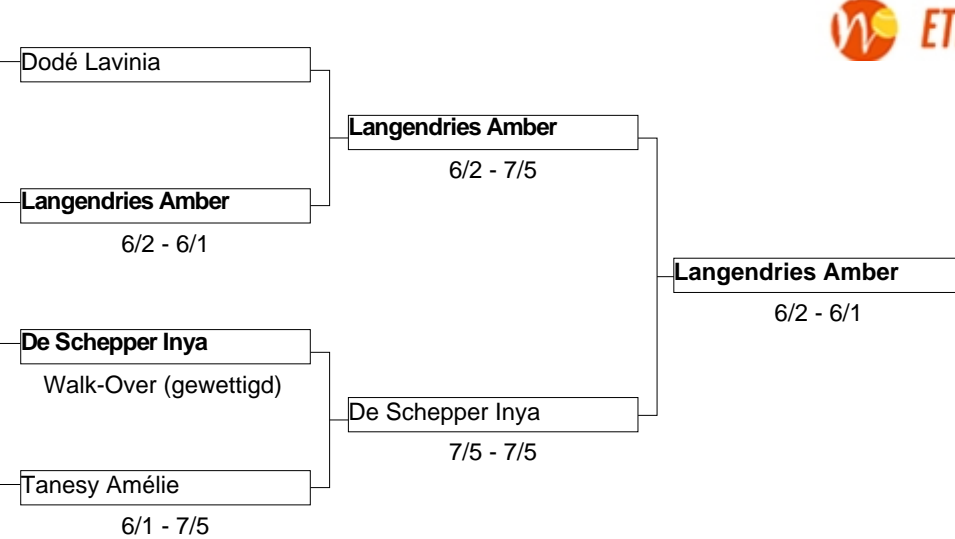 ET
Dodé Lavinia
Langendries Amber
6/2 - 7/5
Langendries Amber
6/2 - 6/1
Langendries Amber
6/2 - 6/1
De Schepper Inya
Walk-Over (gewettigd)
De Schepper Inya
7/5 - 7/5
Tanesy Amélie
6/1 - 7/5